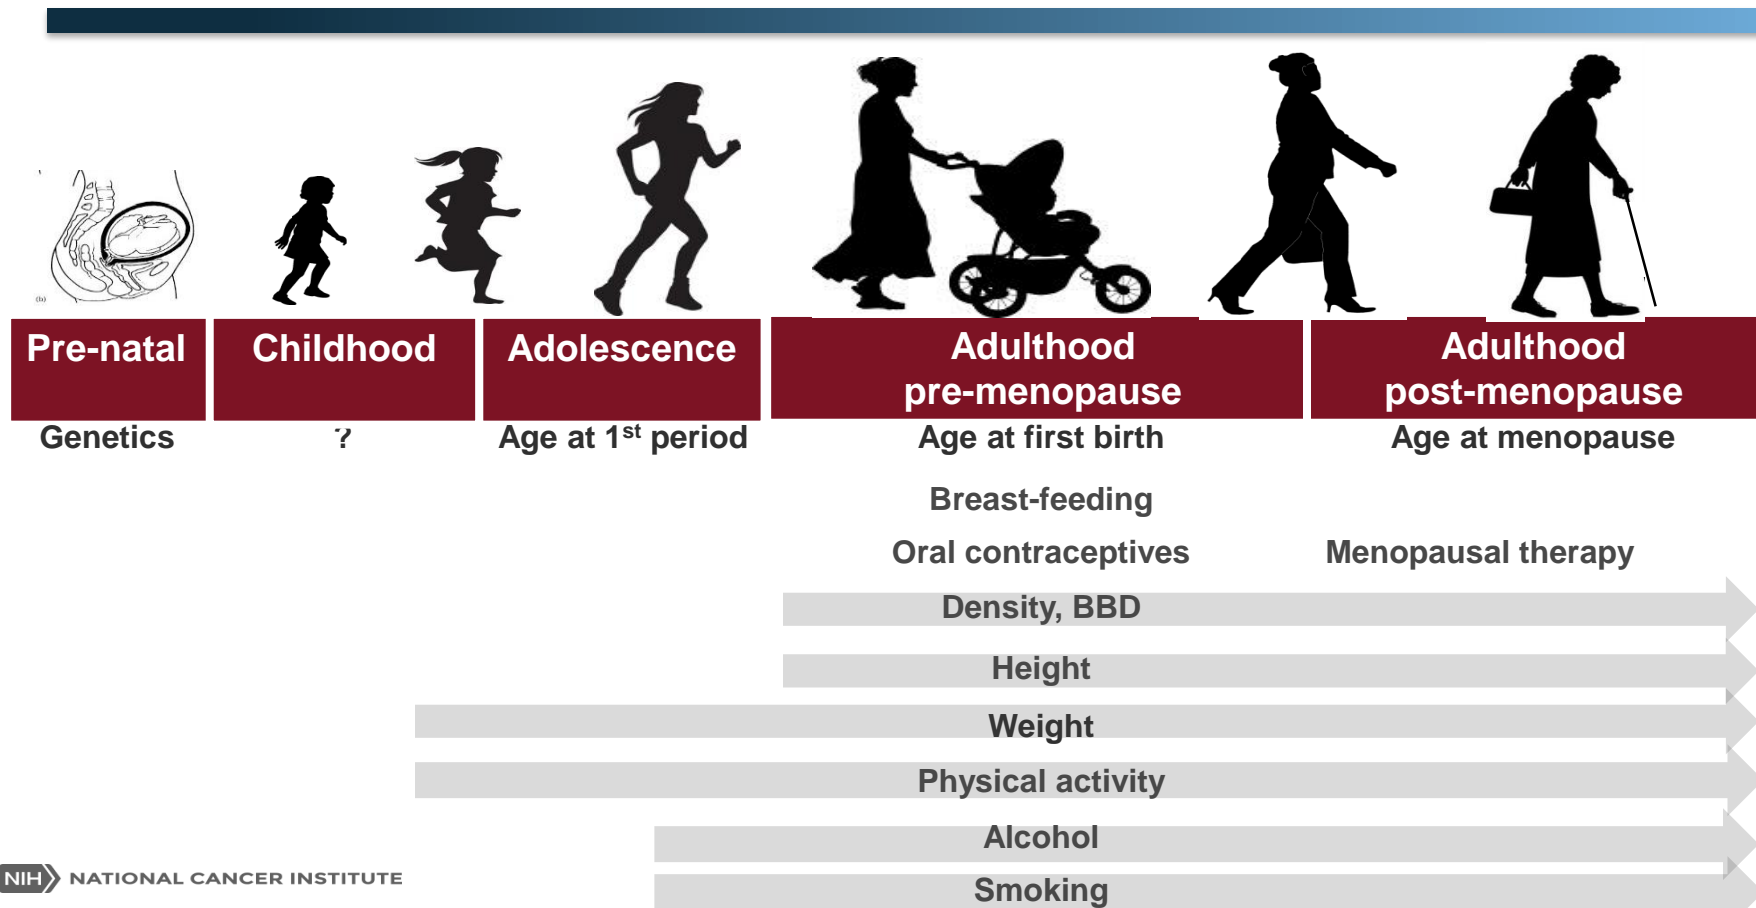 Pre-natal
Childhood
Adolescence
Adulthood
pre-menopause
Adulthood
post-menopause
Genetics
?
Age at 1st period
Age at first birth
Age at menopause
Breast-feeding
Oral contraceptives
Menopausal therapy
Density, BBD
Height
Weight
Physical activity
Alcohol
Smoking
(b)
NIH NATIONAL CANCER INSTITUTE